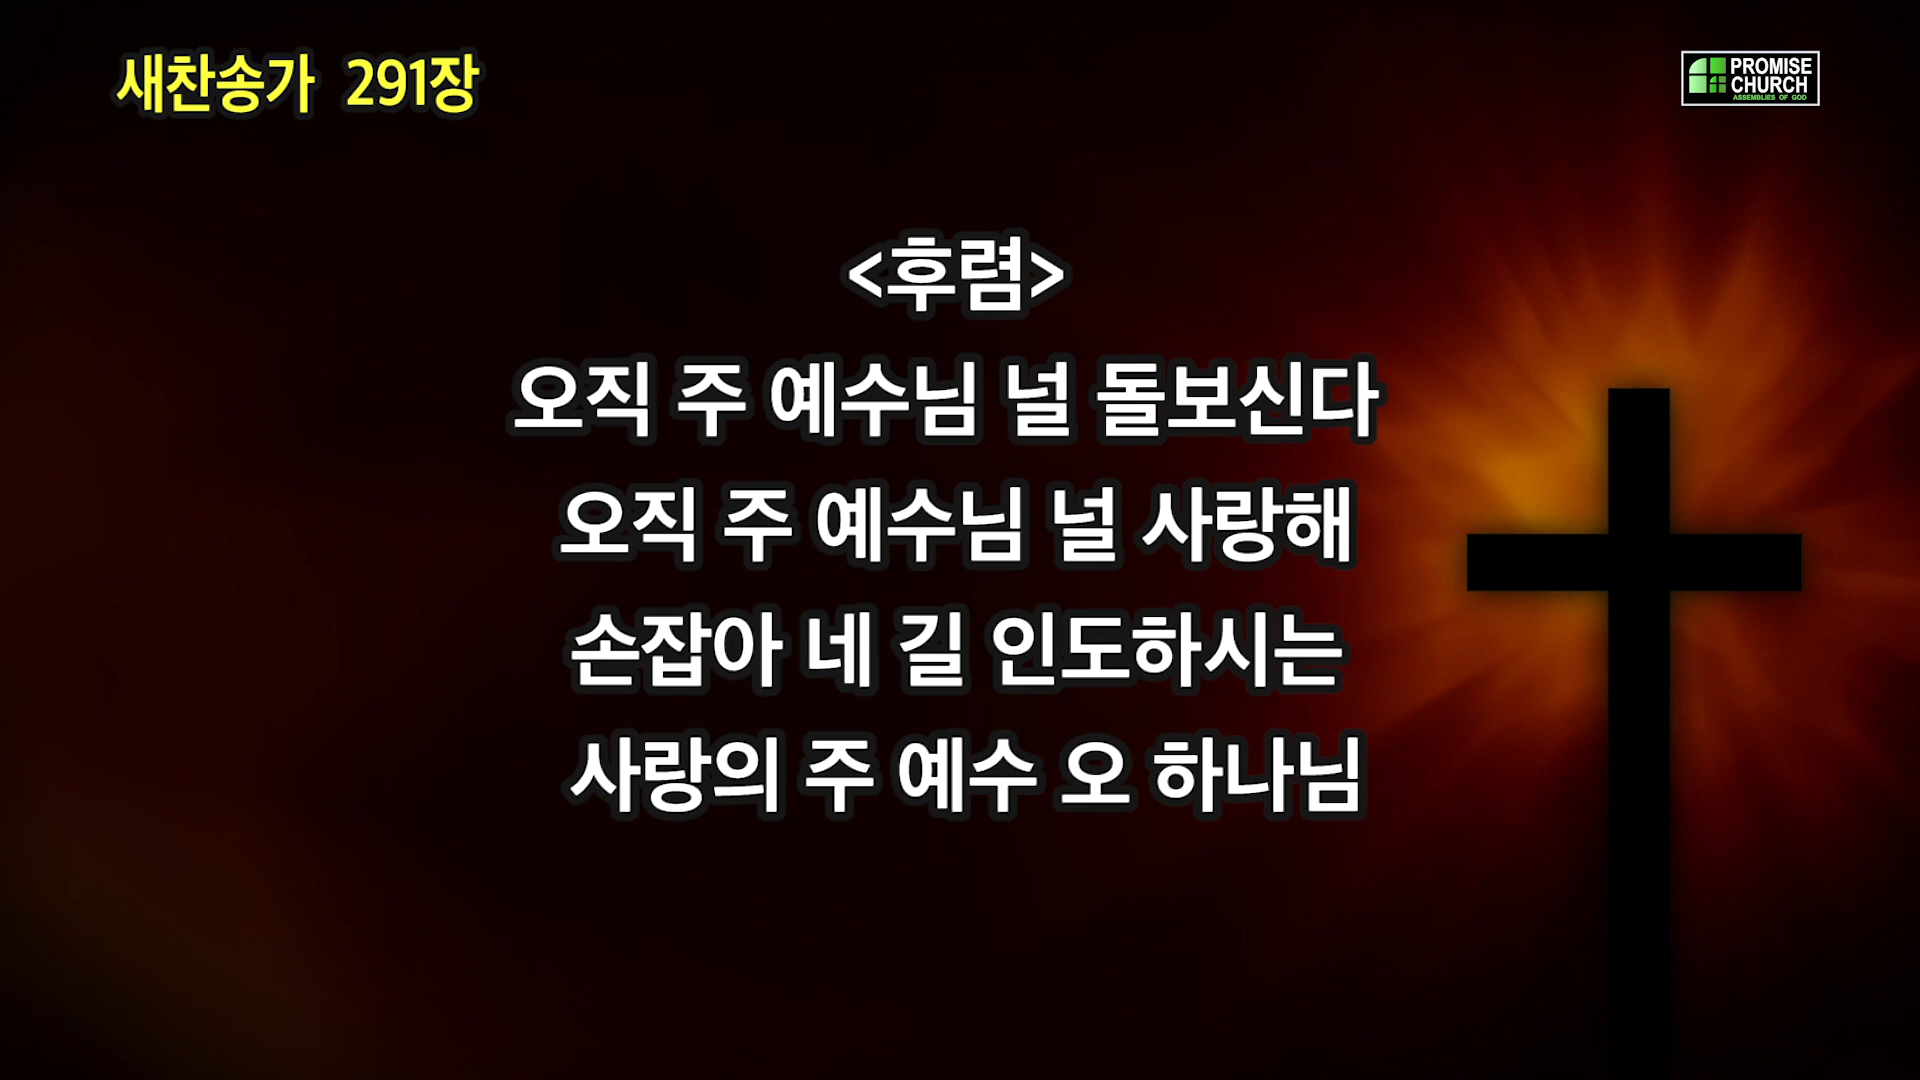 새찬송가 291장
PROMISE
CHURCH
ASSEMBLIES OF GOD
<후렴>
오직 주 예수님 널 돌보신다
오직 주 예수님 널 사랑해
손잡아 네 길 인도하시는
사랑의 주 예수 오 하나님